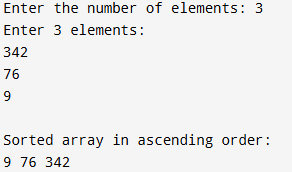 Enter the number of elements: 3
Enter 3 elements:
342
76
9

Sorted array in ascending order:
9 76 342